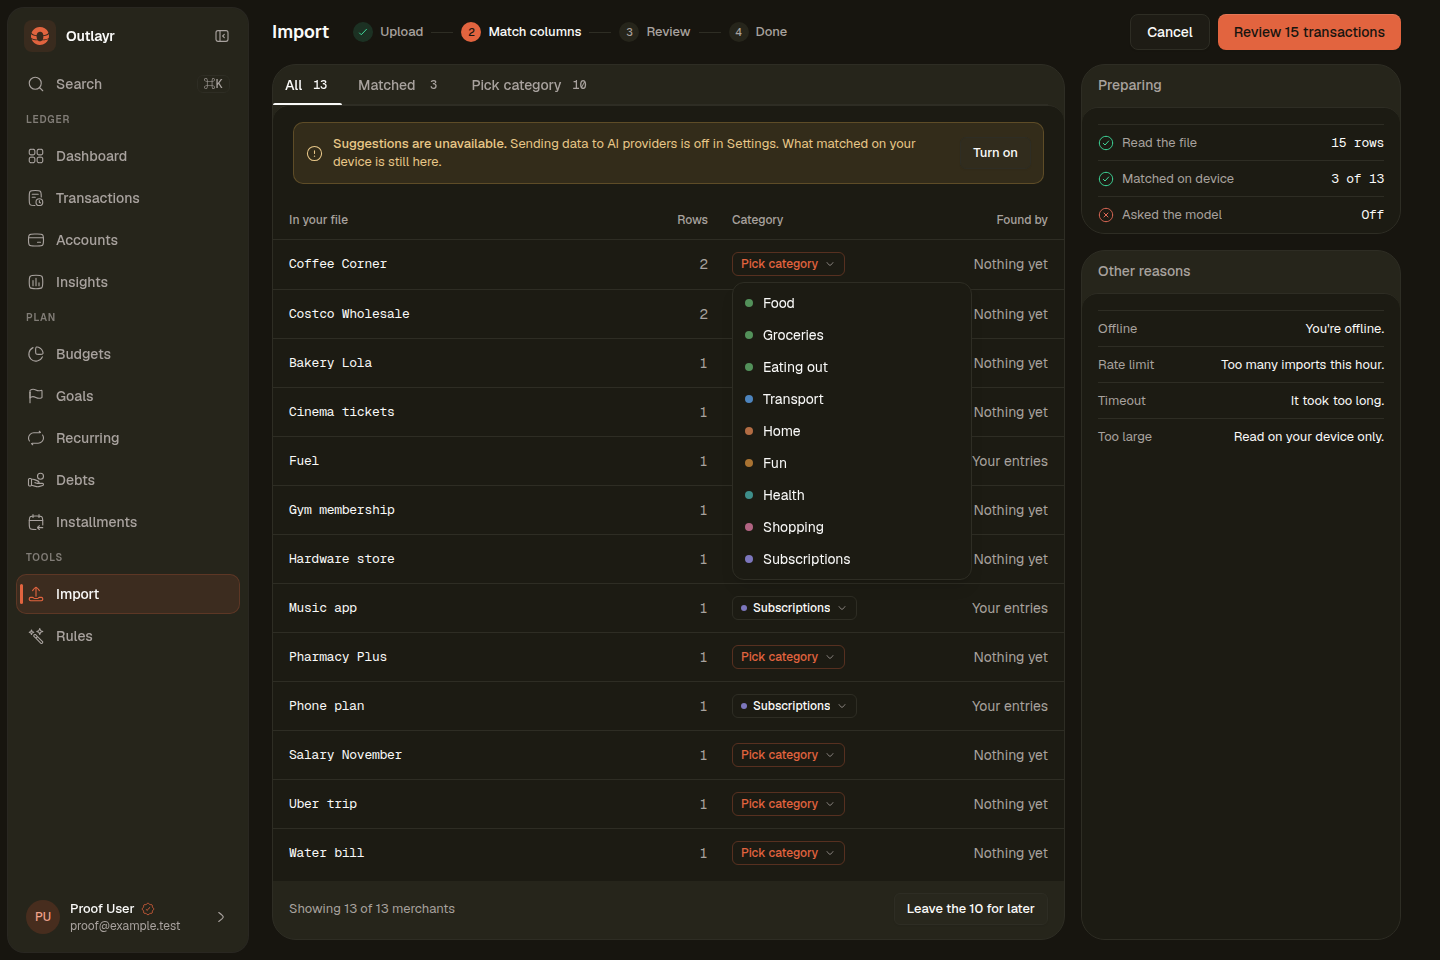 Outlayr
Search ⌘K
LEDGER
Dashboard
Transactions
Accounts
Insights
PLAN
Budgets
Goals
Recurring
Debts
Installments
TOOLS
Import
Rules
PU
Proof User
proof@example.test
Import
Upload
2 Match columns
3 Review
4 Done
Cancel
Review 15 transactions
All 13
Matched 3
Pick category 10
Suggestions are unavailable. Sending data to AI providers is off in Settings. What matched on your
device is still here.
Turn on
In your file Rows Category Found by
Coffee Corner 2 Pick category Nothing yet
Costco Wholesale 2 Nothing yet
Bakery Lola 1 Nothing yet
Cinema tickets 1 Nothing yet
Fuel 1 Your entries
Gym membership 1 Nothing yet
Hardware store 1 Nothing yet
Food
Groceries
Eating out
Transport
Home
Fun
Health
Shopping
Subscriptions
Music app 1 Subscriptions Your entries
Pharmacy Plus 1 Pick category Nothing yet
Phone plan 1 Subscriptions Your entries
Salary November 1 Pick category Nothing yet
Uber trip 1 Pick category Nothing yet
Water bill 1 Pick category Nothing yet
Showing 13 of 13 merchants
Leave the 10 for later
Preparing
Read the file 15 rows
Matched on device 3 of 13
Asked the model Off
Other reasons
Offline You're offline.
Rate limit Too many imports this hour.
Timeout It took too long.
Too large Read on your device only.